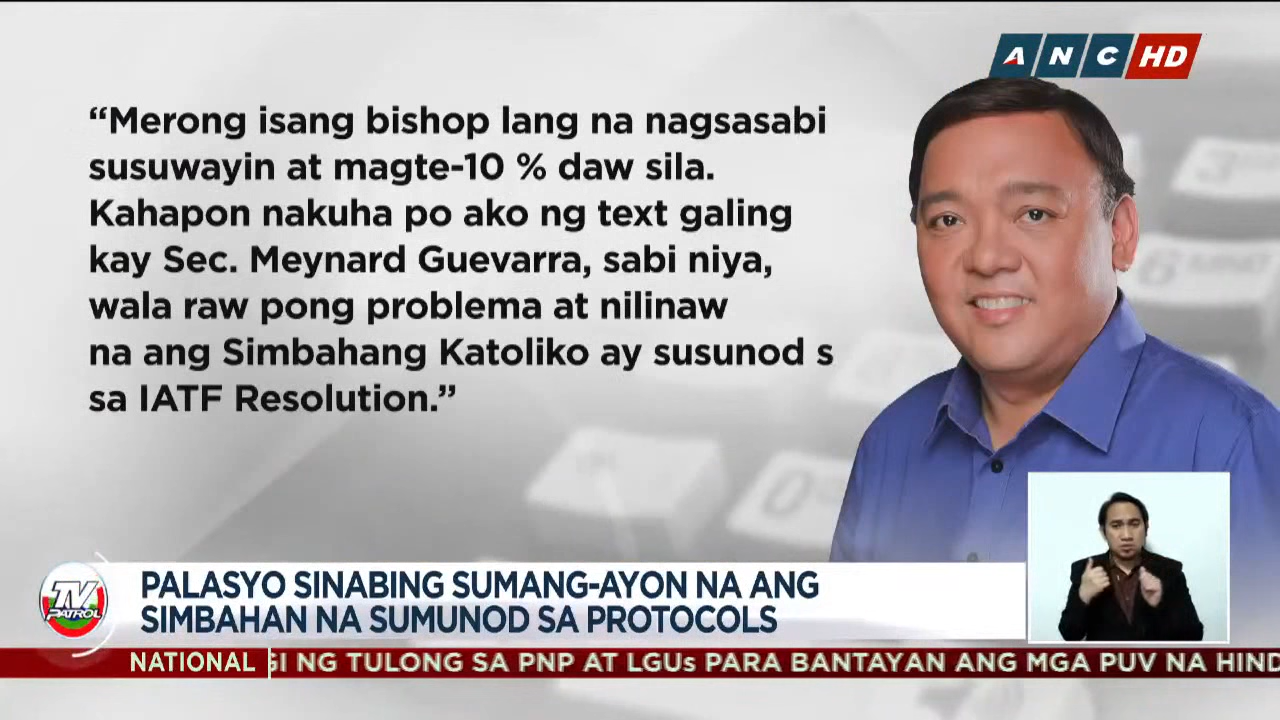 ANC HD
“Merong isang bishop lang na nagsasabi
susuwayin at magte-10 % daw sila.
Kahapon nakuha po ako ng text galing
kay Sec. Meynard Guevarra, sabi niya,
wala raw pong problema at nilinaw
na ang Simbahang Katoliko ay susunod s
sa IATF Resolution.”
TV PATROL
PALASYO SINABING SUMANG-AYON NA ANG
SIMBAHAN NA SUMUNOD SA PROTOCOLS
NATIONAL GI NG TULONG SA PNP AT LGUs PARA BANTAYAN ANG MGA PUV NA HIND